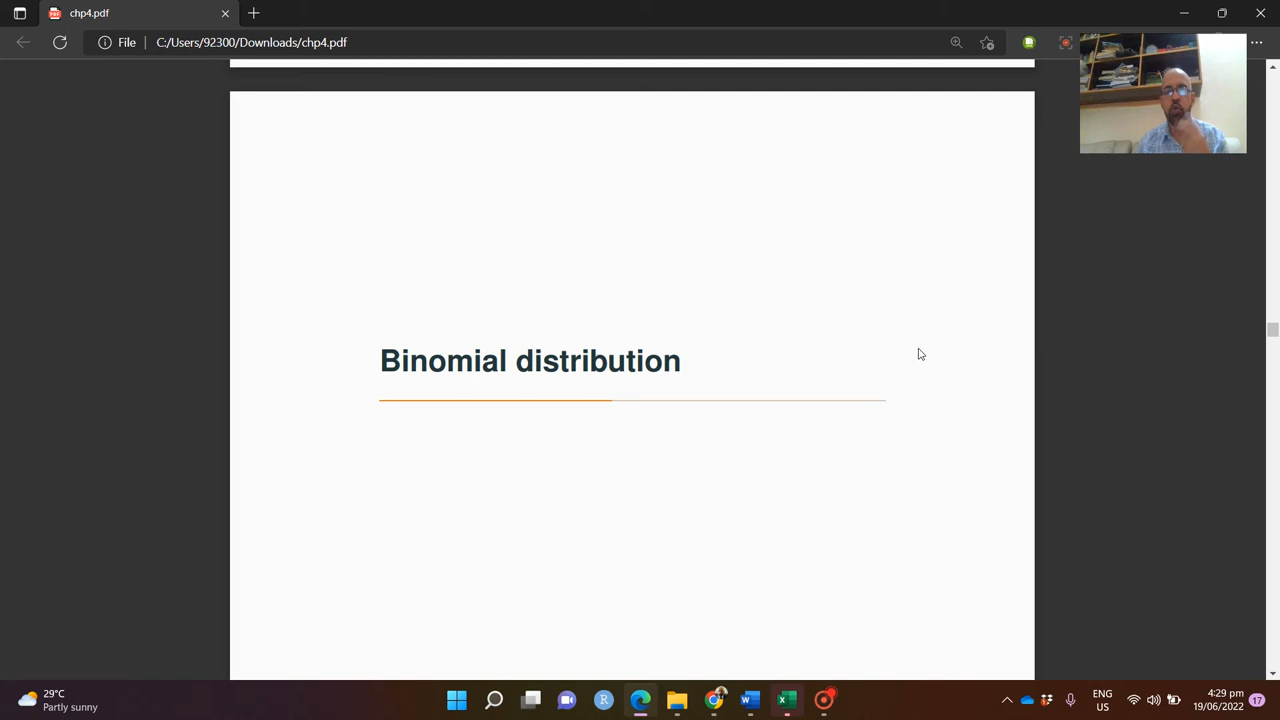 chp4.pdf
File
C:/Users/92300/Downloads/chp4.pdf
Binomial distribution
29°C
Partly sunny
R
W
X
ENG
US
4:29 pm
19/06/2022
17